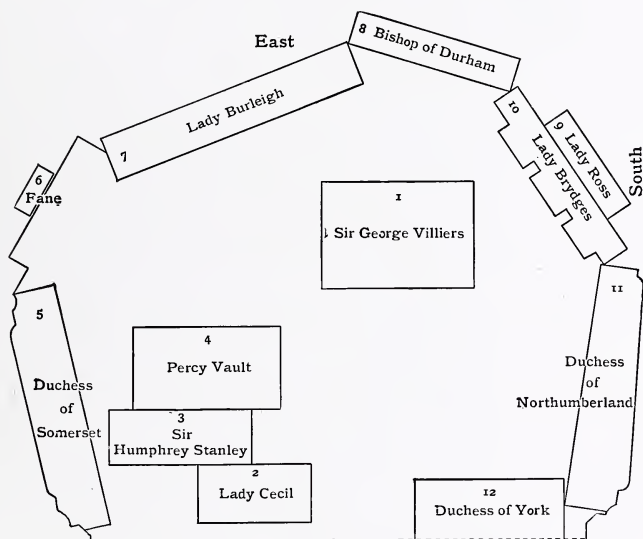 East
8 Bishop of Durham
7 Lady Burleigh
10 Lady Brydges
9 Lady Ross
South
6
Fane
1
Sir George Villiers
5
Duchess
of
Somerset
4
Percy Vault
3
Sir
Humphrey Stanley
2
Lady Cecil
11
Duchess
of
Northumberland
12
Duchess of York